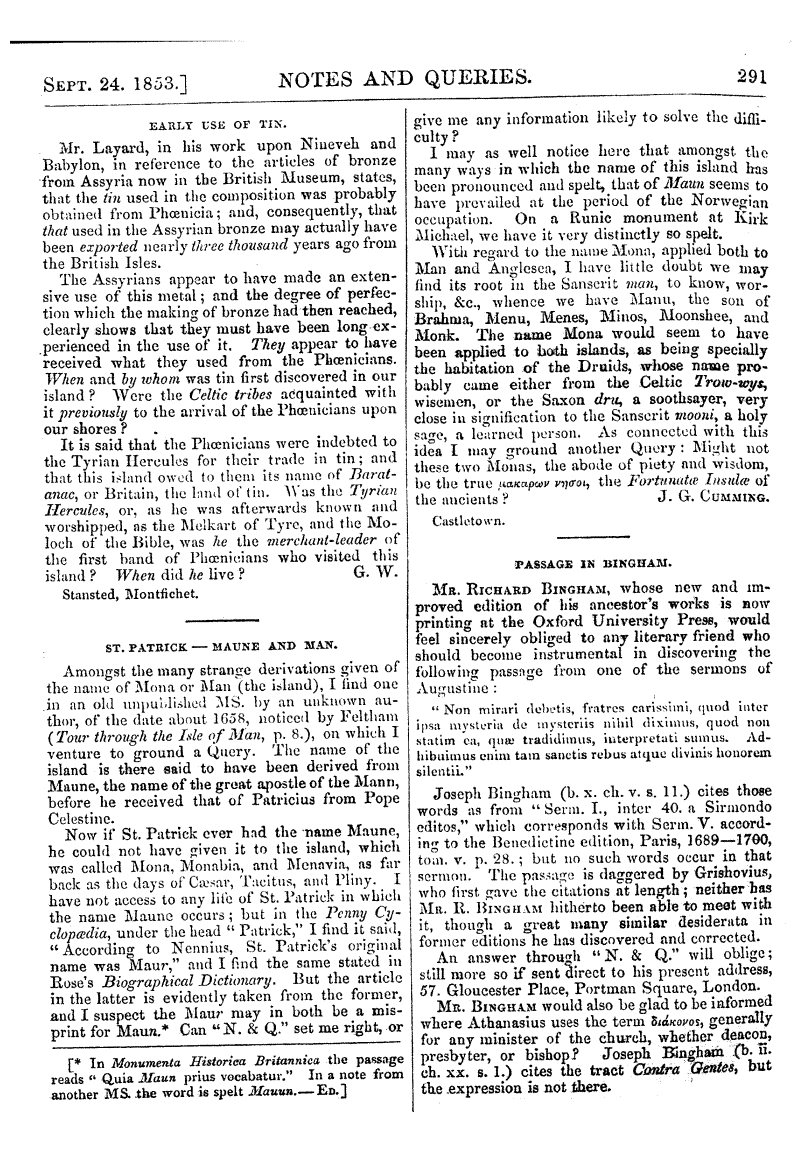 SEPT. 24. 1853.] NOTES AND QUERIES. 291
EARLY USE OF TIN.
Mr. Layard, in his work upon Nineveh and
Babylon, in reference to the articles of bronze
from Assyria now in the British Museum, states,
that the tin used in the composition was probably
obtained from Phœnicia; and, consequently, that
that used in the Assyrian bronze may actually have
been exported nearly three thousand years ago from
the British Isles.
The Assyrians appear to have made an exten-
sive use of this metal; and the degree of perfec-
tion which the making of bronze had then reached,
clearly shows that they must have been long ex-
perienced in the use of it. They appear to have
received what they used from the Phœnicians.
When and by whom was tin first discovered in our
island? Were the Celtic tribes acquainted with
it previously to the arrival of the Phœnicians upon
our shores?
It is said that the Phœnicians were indebted to
the Tyrian Hercules for their trade in tin; and
that this island owed to them its name of Barat-
anac, or Britain, the land of tin. Was the Tyrian
Hercules, or, as he was afterwards known and
worshipped, as the Melkart of Tyre, and the Mo-
loch of the Bible, was he the merchant-leader of
the first band of Phœnicians who visited this
island? When did he live? G. W.
Stansted, Montfichet.
ST. PATRICK — MAUNE AND MAN.
Amongst the many strange derivations given of
the name of Mona or Man (the island), I find one
in an old unpublished MS. by an unknown au-
thor, of the date about 1658, noticed by Feltham
(Tour through the Isle of Man, p. 8.), on which I
venture to ground a Query. The name of the
island is there said to have been derived from
Maune, the name of the great apostle of the Mann,
before he received that of Patricius from Pope
Celestine.
Now if St. Patrick ever had the name Maune,
he could not have given it to the island, which
was called Mona, Monabia, and Menavia, as far
back as the days of Cæsar, Tacitus, and Pliny. I
have not access to any life of St. Patrick in which
the name Maune occurs; but in the Penny Cy-
clopædia, under the head "Patrick," I find it said,
"According to Nennius, St. Patrick's original
name was Maur," and I find the same stated in
Rose's Biographical Dictionary. But the article
in the latter is evidently taken from the former,
and I suspect the Maur may in both be a mis-
print for Maun.* Can "N. & Q." set me right, or
[* In Monumenta Historica Britannica the passage
reads "Quia Maun prius vocabatur." In a note from
another MS. the word is spelt Mauun.—ED.]
give me any information likely to solve the diffi-
culty?
I may as well notice here that amongst the
many ways in which the name of this island has
been pronounced and spelt, that of Maun seems to
have prevailed at the period of the Norwegian
occupation. On a Runic monument at Kirk
Michael, we have it very distinctly so spelt.
With regard to the name Mona, applied both to
Man and Anglesea, I have little doubt we may
find its root in the Sanscrit man, to know, wor-
ship, &c., whence we have Manu, the son of
Brahma, Menu, Menes, Minos, Moonshee, and
Monk. The name Mona would seem to have
been applied to both islands, as being specially
the habitation of the Druids, whose name pro-
bably came either from the Celtic Trow-wys,
wisemen, or the Saxon dru, a soothsayer, very
close in signification to the Sanscrit mooni, a holy
sage, a learned person. As connected with this
idea I may ground another Query: Might not
these two Monas, the abode of piety and wisdom,
be the true μακαρων νησοι, the Fortunatæ Insulæ of
the ancients? J. G. CUMMING.
Castletown.
PASSAGE IN BINGHAM.
MR. RICHARD BINGHAM, whose new and im-
proved edition of his ancestor's works is now
printing at the Oxford University Press, would
feel sincerely obliged to any literary friend who
should become instrumental in discovering the
following passage from one of the sermons of
Augustine:
"Non mirari debetis, fratres carissimi, quod inter
ipsa mysteria de mysteriis nihil diximus, quod non
statim ea, quæ tradidimus, interpretati sumus. Ad-
hibuimus enim tam sanctis rebus atque divinis honorem
silentii."
Joseph Bingham (b. x. ch. v. s. 11.) cites those
words as from "Serm. I., inter 40. a Sirmondo
editos," which corresponds with Serm. V. accord-
ing to the Benedictine edition, Paris, 1689—1700,
tom. v. p. 28.; but no such words occur in that
sermon. The passage is daggered by Grishovius,
who first gave the citations at length; neither has
MR. R. BINGHAM hitherto been able to meet with
it, though a great many similar desiderata in
former editions he has discovered and corrected.
An answer through "N. & Q." will oblige;
still more so if sent direct to his present address,
57. Gloucester Place, Portman Square, London.
MR. BINGHAM would also be glad to be informed
where Athanasius uses the term διάκονος, generally
for any minister of the church, whether deacon,
presbyter, or bishop? Joseph Bingham (b. ii.
ch. xx. s. 1.) cites the tract Contra Gentes, but
the expression is not there.